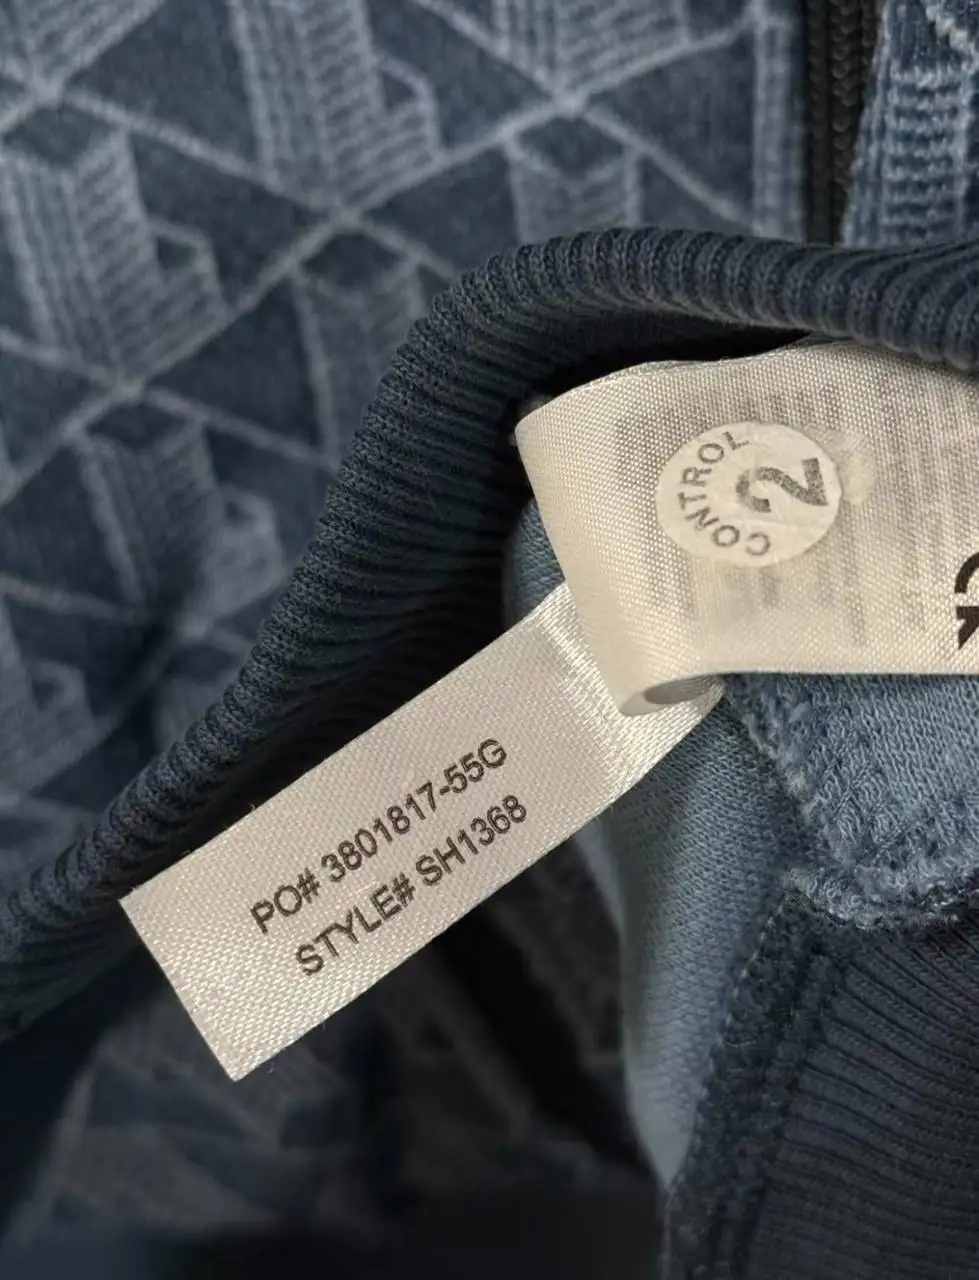 CONTROL
2
PO# 3801817-55G
STYLE# SH1368